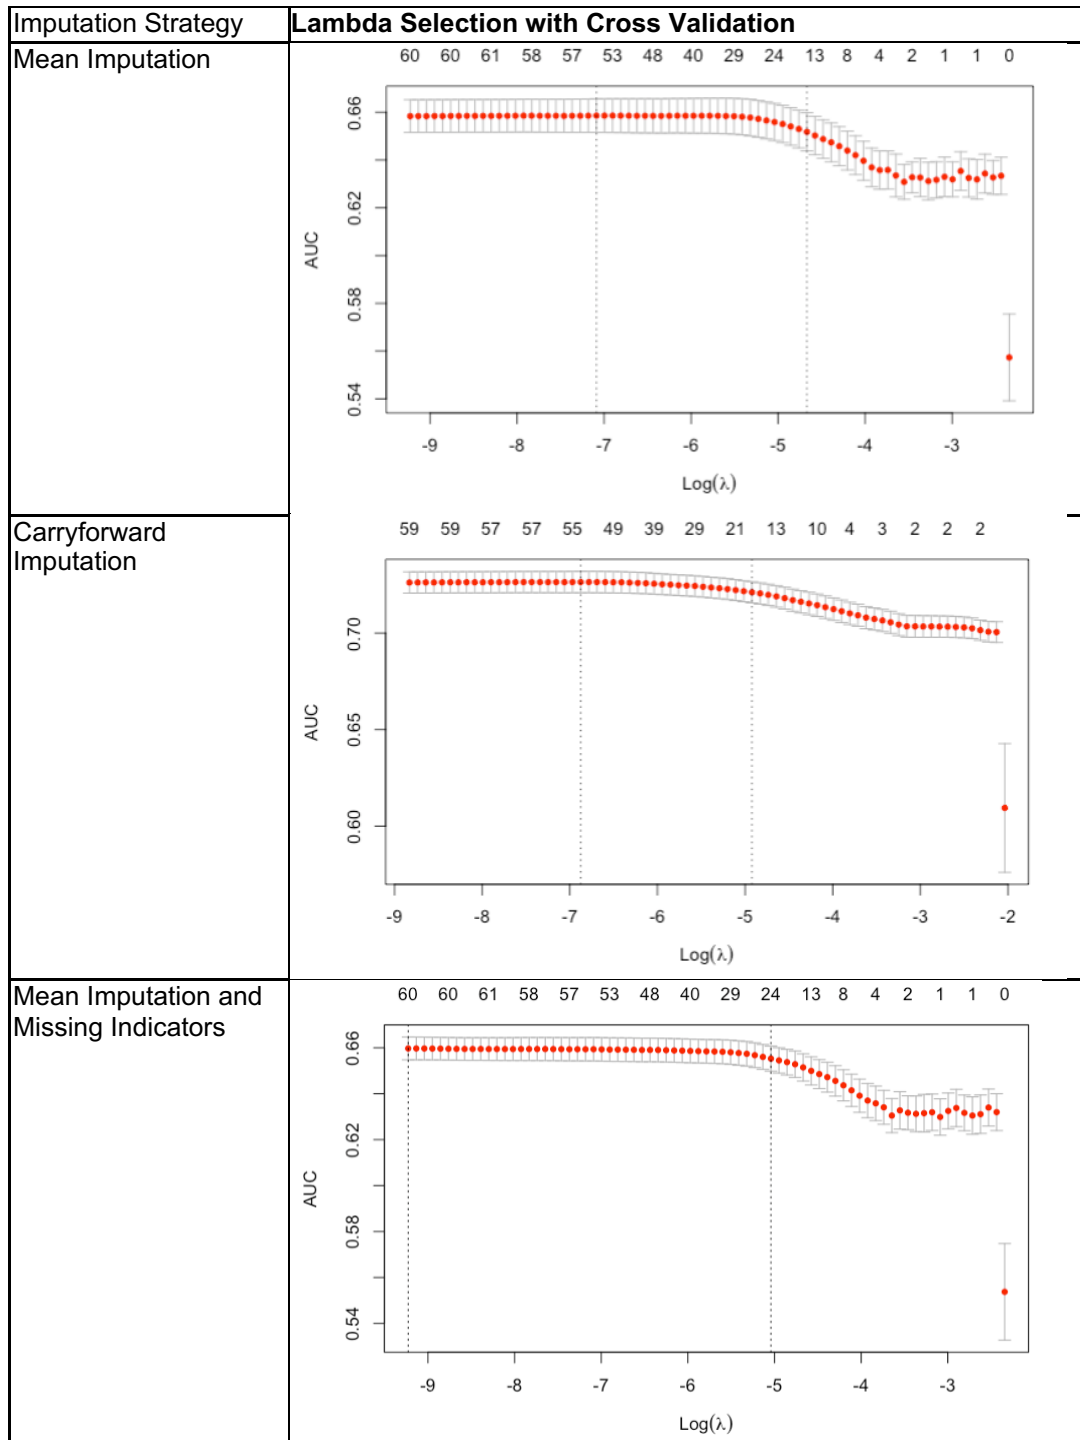 Imputation Strategy Lambda Selection with Cross Validation
Mean Imputation
60 60 61 58 57 53 48 40 29 24 13 8 4 2 1 1 0
0.66
0.62
0.58
0.54
AUC
-9 -8 -7 -6 -5 -4 -3
Log(λ)
Carryforward
Imputation
59 59 57 57 55 49 39 29 21 13 10 4 3 2 2 2
0.70
0.65
0.60
AUC
-9 -8 -7 -6 -5 -4 -3 -2
Log(λ)
Mean Imputation and
Missing Indicators
60 60 61 58 57 53 48 40 29 24 13 8 4 2 1 1 0
0.66
0.62
0.58
0.54
AUC
-9 -8 -7 -6 -5 -4 -3
Log(λ)